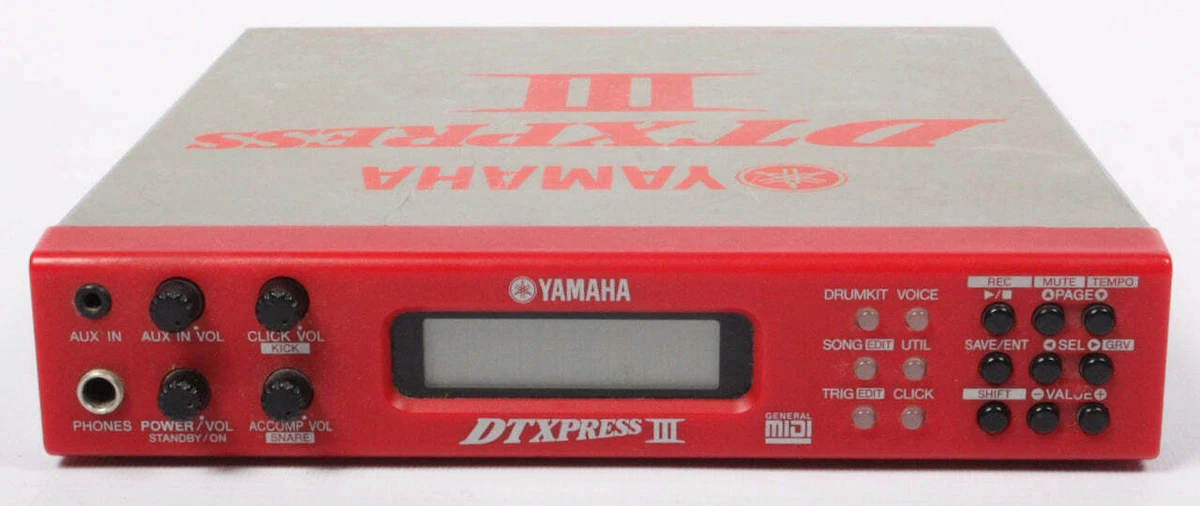 III
DTXPRESS
YAMAHA
YAMAHA
AUX IN
AUX IN VOL
CLICK VOL
KICK
PHONES
POWER/VOL
STANDBY/ON
ACCOMP VOL
SNARE
DTXPRESS III
GENERAL
MIDI
DRUMKIT VOICE
SONG EDIT UTIL
TRIG EDIT CLICK
REC MUTE TEMPO
PAGE
SAVE/ENT SEL GRV
SHIFT VALUE